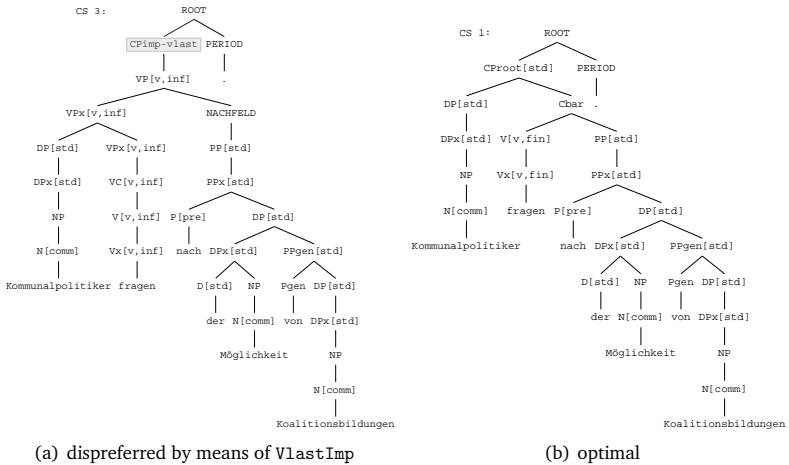 CS 3: ROOT
CPimp-vlast PERIOD
VP[v,inf] .
VPx[v,inf] NACHFELD
DP[std] VPx[v,inf] PP[std]
DPx[std] VC[v,inf] PPx[std]
NP V[v,inf] P[pre] DP[std]
N[comm] Vx[v,inf] nach DPx[std] PPgen[std]
Kommunalpolitiker fragen D[std] NP Pgen DP[std]
der N[comm] von DPx[std]
Möglichkeit NP
N[comm]
Koalitionsbildungen
(a) dispreferred by means of VlastImp
CS 1: ROOT
CProot[std] PERIOD
DP[std] Cbar .
DPx[std] V[v,fin] PP[std]
NP Vx[v,fin] PPx[std]
N[comm] fragen P[pre] DP[std]
Kommunalpolitiker nach DPx[std] PPgen[std]
D[std] NP Pgen DP[std]
der N[comm] von DPx[std]
Möglichkeit NP
N[comm]
Koalitionsbildungen
(b) optimal